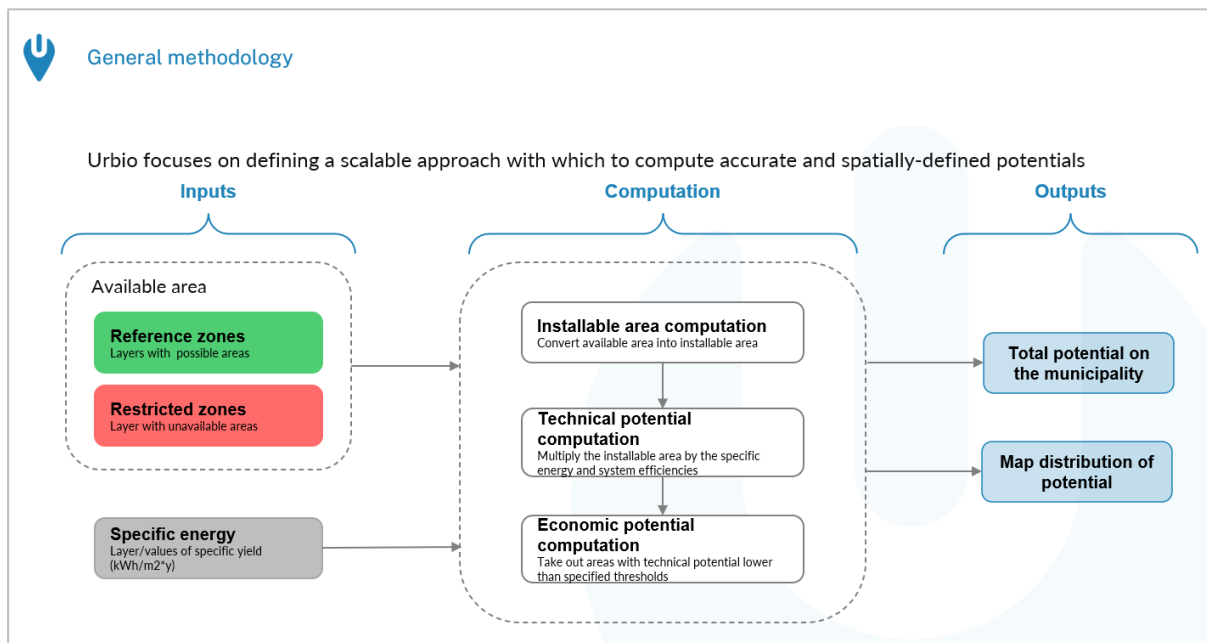 General methodology
Urbio focuses on defining a scalable approach with which to compute accurate and spatially-defined potentials
Inputs
Computation
Outputs
Available area
Reference zones
Layers with possible areas
Restricted zones
Layer with unavailable areas
Specific energy
Layer/values of specific yield
(kWh/m2*y)
Installable area computation
Convert available area into installable area
Technical potential
computation
Multiply the installable area by the specific
energy and system efficiencies
Economic potential
computation
Take out areas with technical potential lower
than specified thresholds
Total potential on
the municipality
Map distribution of
potential